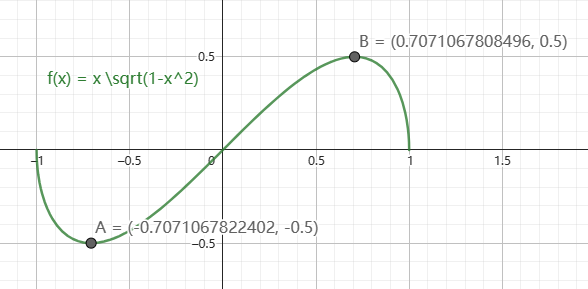 B = (0.7071067808496, 0.5)
0.5
f(x) = x \sqrt(1-x^2)
−1
−0.5
0
0.5
1
1.5
A = (−0.7071067822402, -0.5)
−0.5